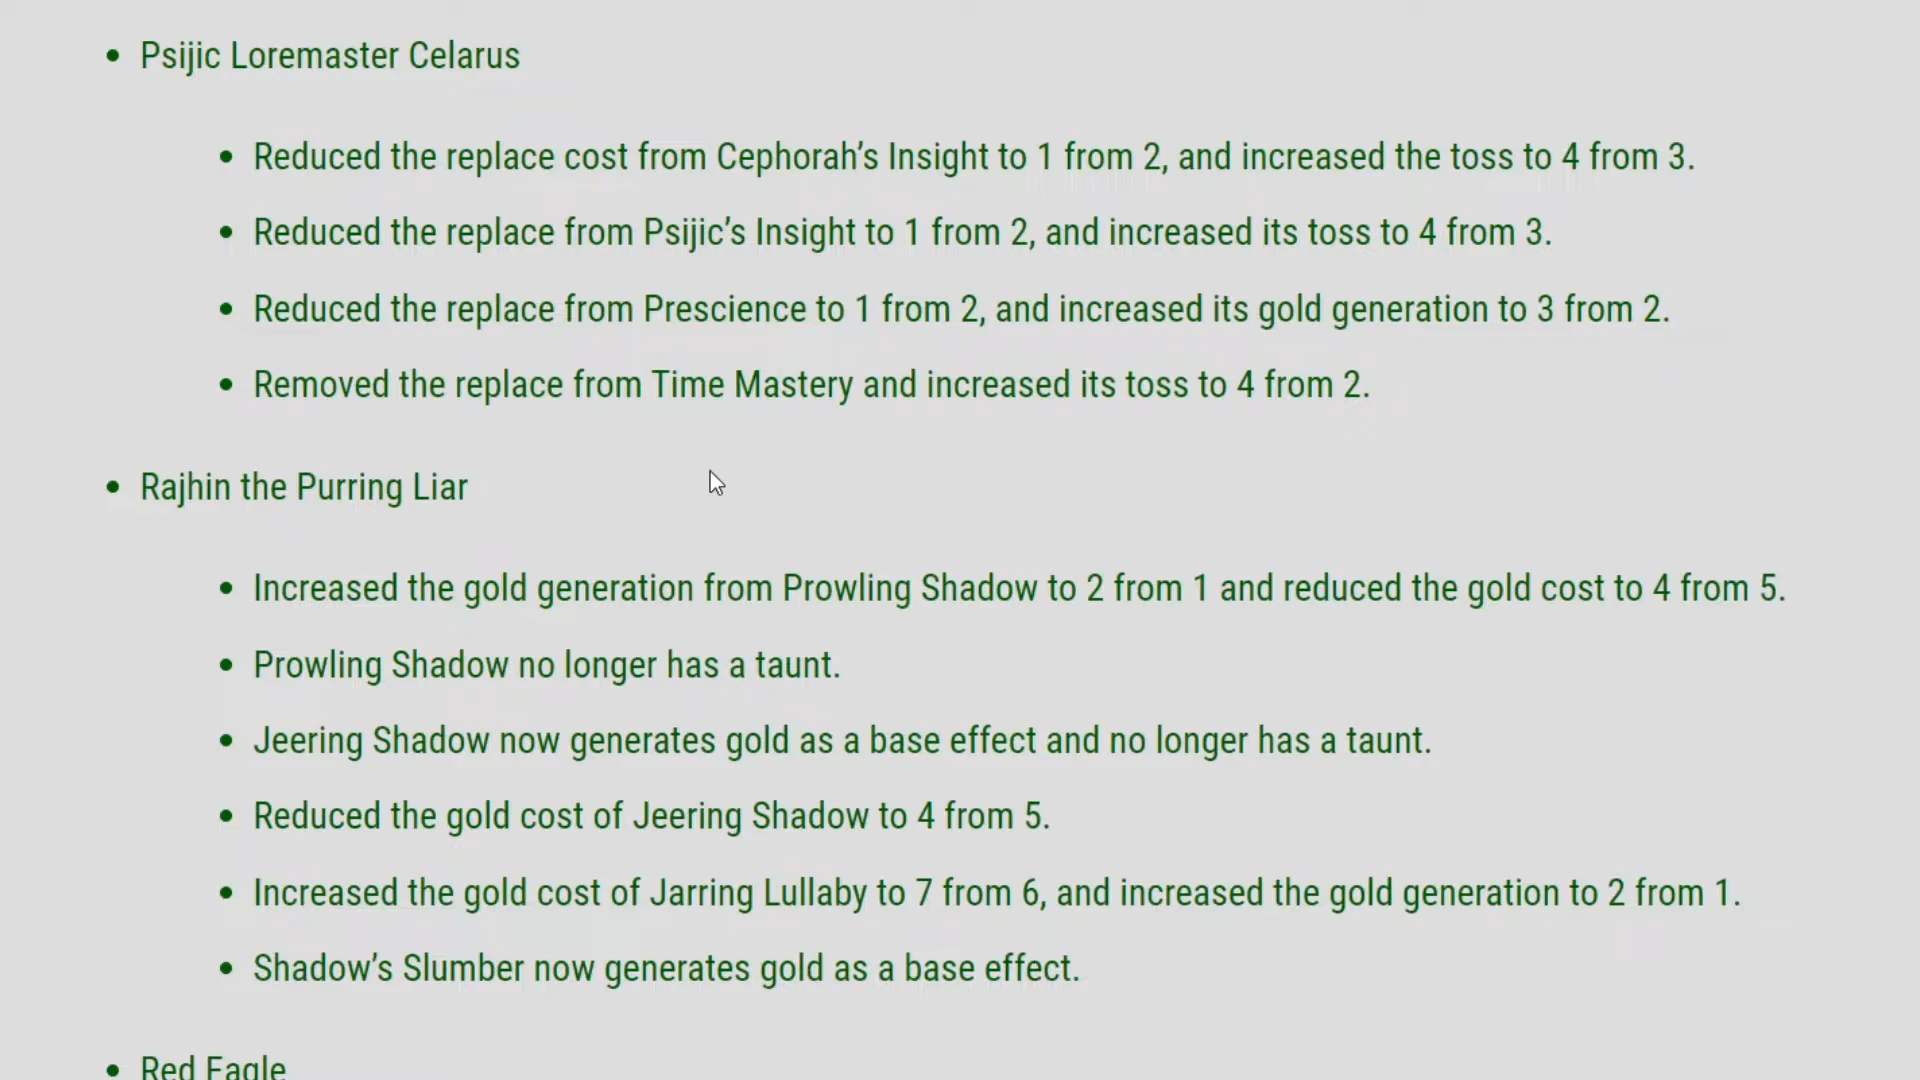 Psijic Loremaster Celarus
Reduced the replace cost from Cephorah’s Insight to 1 from 2, and increased the toss to 4 from 3.
Reduced the replace from Psijic’s Insight to 1 from 2, and increased its toss to 4 from 3.
Reduced the replace from Prescience to 1 from 2, and increased its gold generation to 3 from 2.
Removed the replace from Time Mastery and increased its toss to 4 from 2.
Rajhin the Purring Liar
Increased the gold generation from Prowling Shadow to 2 from 1 and reduced the gold cost to 4 from 5.
Prowling Shadow no longer has a taunt.
Jeering Shadow now generates gold as a base effect and no longer has a taunt.
Reduced the gold cost of Jeering Shadow to 4 from 5.
Increased the gold cost of Jarring Lullaby to 7 from 6, and increased the gold generation to 2 from 1.
Shadow’s Slumber now generates gold as a base effect.
Red Eagle